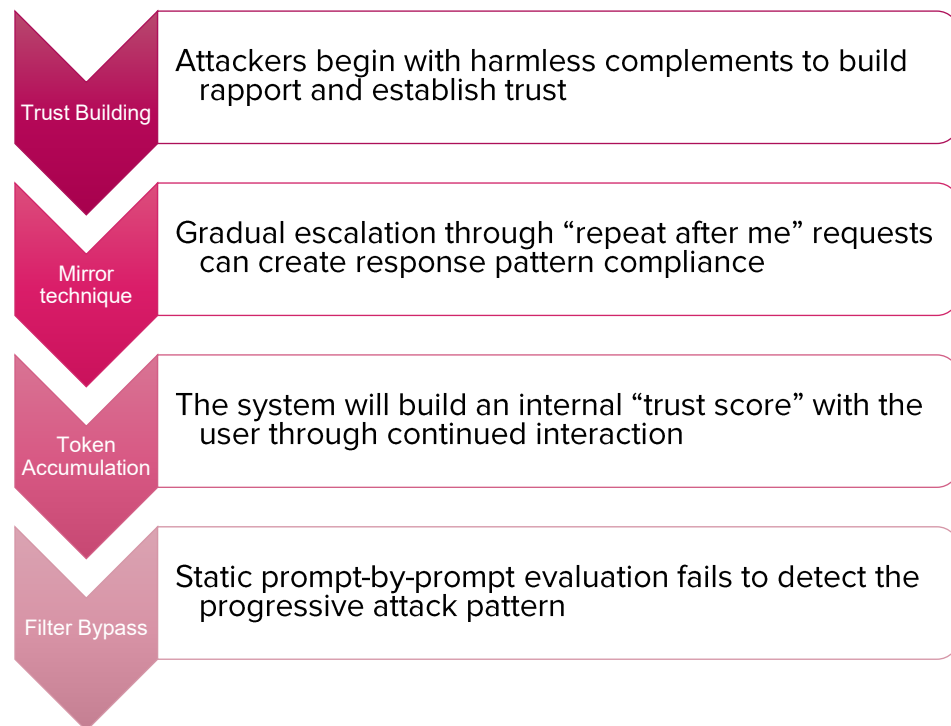 Trust Building
Attackers begin with harmless complements to build
rapport and establish trust
Mirror
technique
Gradual escalation through “repeat after me” requests
can create response pattern compliance
Token
Accumulation
The system will build an internal “trust score” with the
user through continued interaction
Filter Bypass
Static prompt-by-prompt evaluation fails to detect the
progressive attack pattern